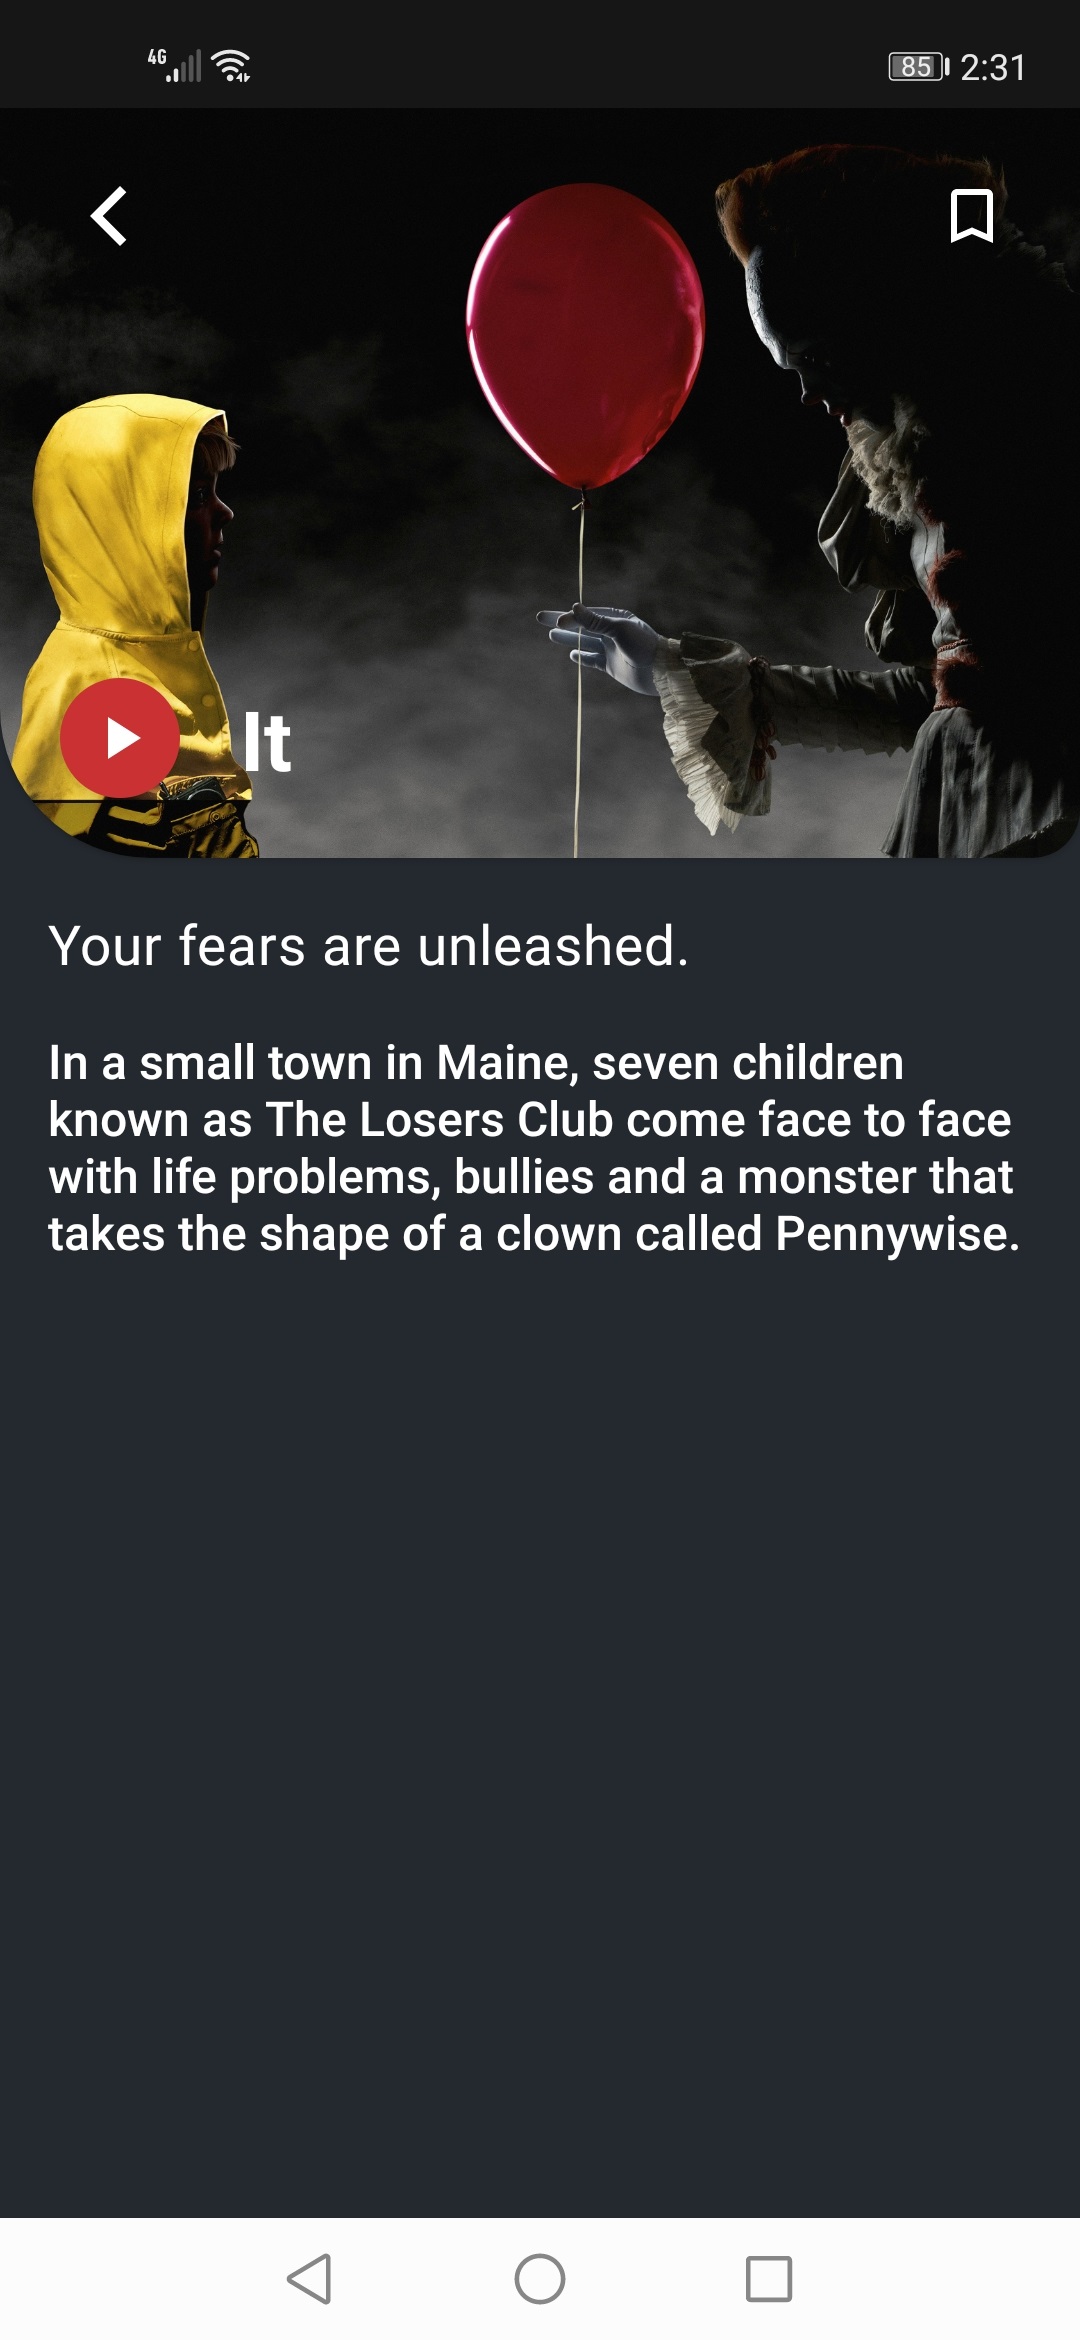 4G
85 2:31
It
Your fears are unleashed.
In a small town in Maine, seven children
known as The Losers Club come face to face
with life problems, bullies and a monster that
takes the shape of a clown called Pennywise.